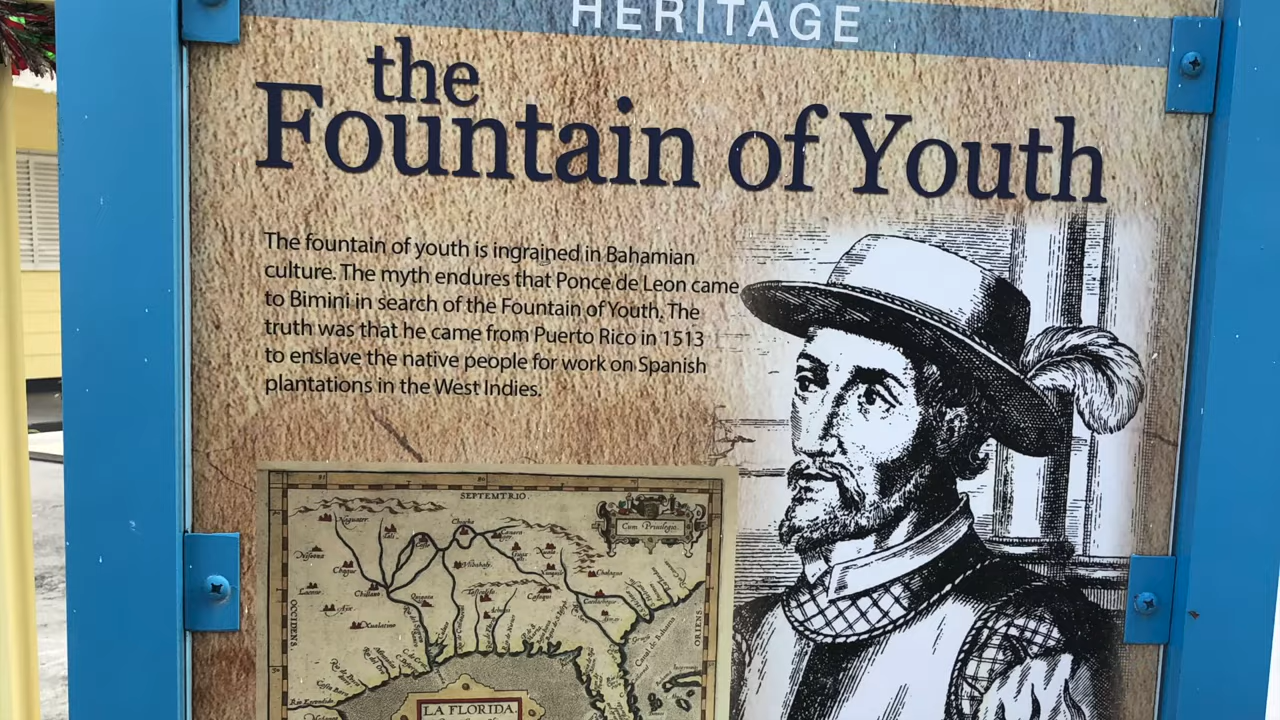 HERITAGE
the
Fountain of Youth
The fountain of youth is ingrained in Bahamian
culture. The myth endures that Ponce de Leon came
to Bimini in search of the Fountain of Youth. The
truth was that he came from Puerto Rico in 1513
to enslave the native people for work on Spanish
plantations in the West Indies.
SEPTEMTRIO.
Cum Privilegio.
OCCIDENS.
ORIENS.
LA FLORIDA.